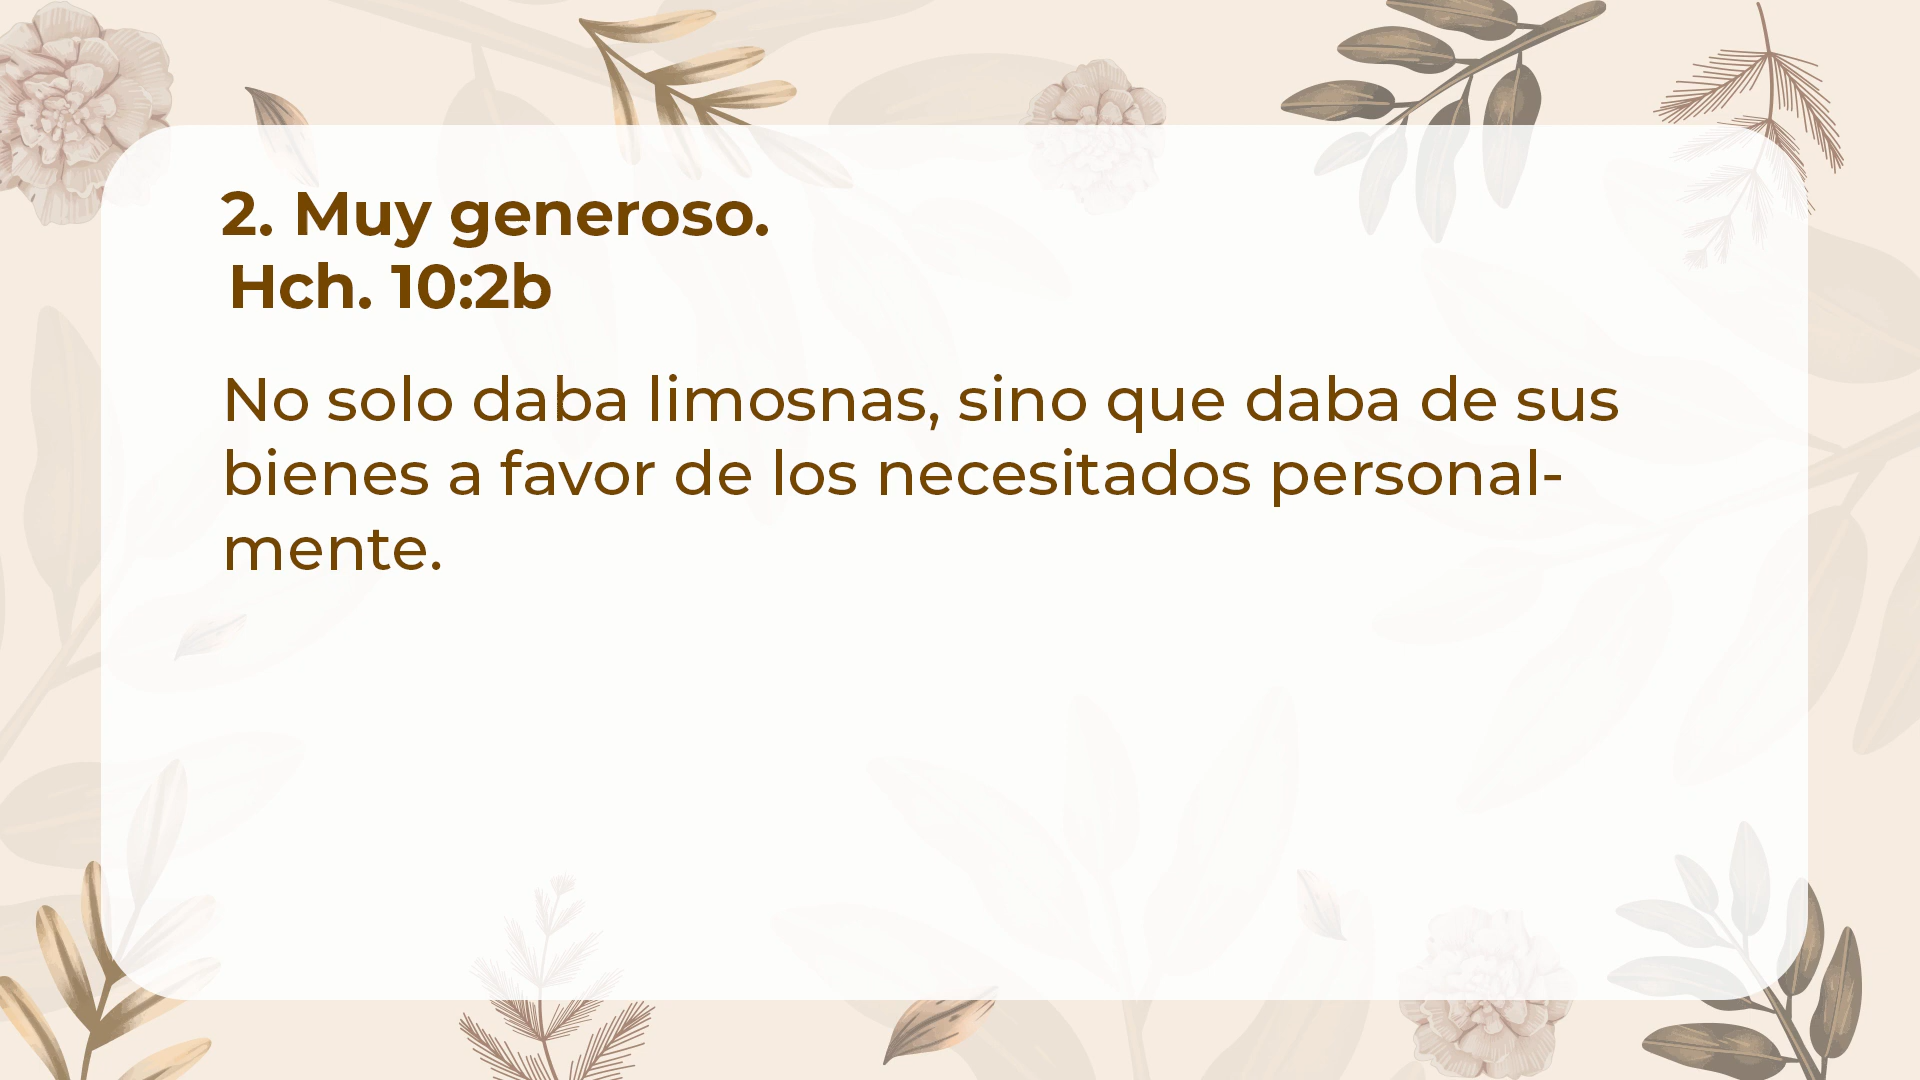 2. Muy generoso.
Hch. 10:2b
No solo daba limosnas, sino que daba de sus
bienes a favor de los necesitados personal-
mente.